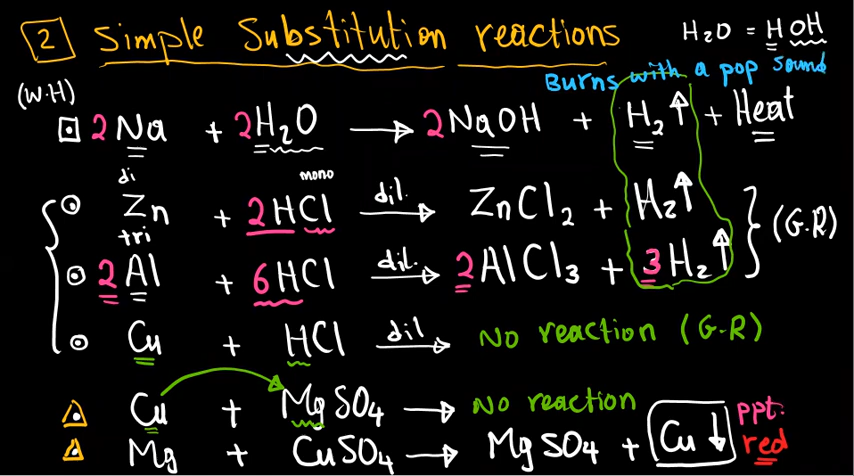 2 Simple Substitution reactions
H₂O = H OH
Burns with a pop sound
(W.H)
2Na + 2H₂O → 2NaOH + H₂↑ + Heat
di mono
Zn + 2HCl dil. → ZnCl₂ + H₂↑
tri
2Al + 6HCl dil. → 2AlCl₃ + 3H₂↑
(G.R)
Cu + HCl dil → No reaction (G.R)
Cu + MgSO₄ → No reaction
Mg + CuSO₄ → MgSO₄ + Cu↓ ppt. red